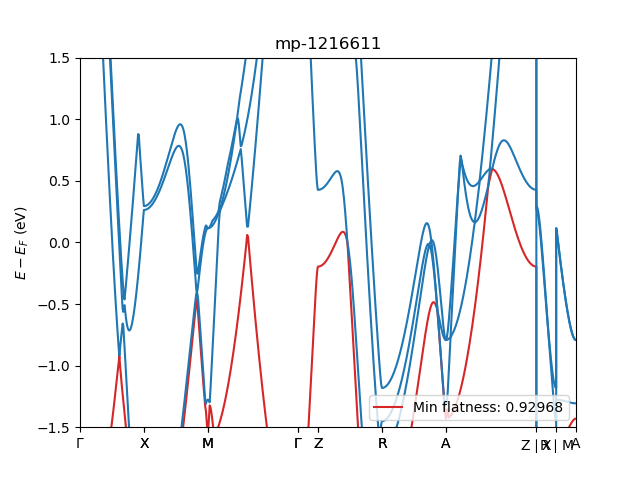 mp-1216611
E − E_F (eV)
1.5
1.0
0.5
0.0
−0.5
−1.0
−1.5
Min flatness: 0.92968
Γ X M Γ Z R A Z | X R | M A